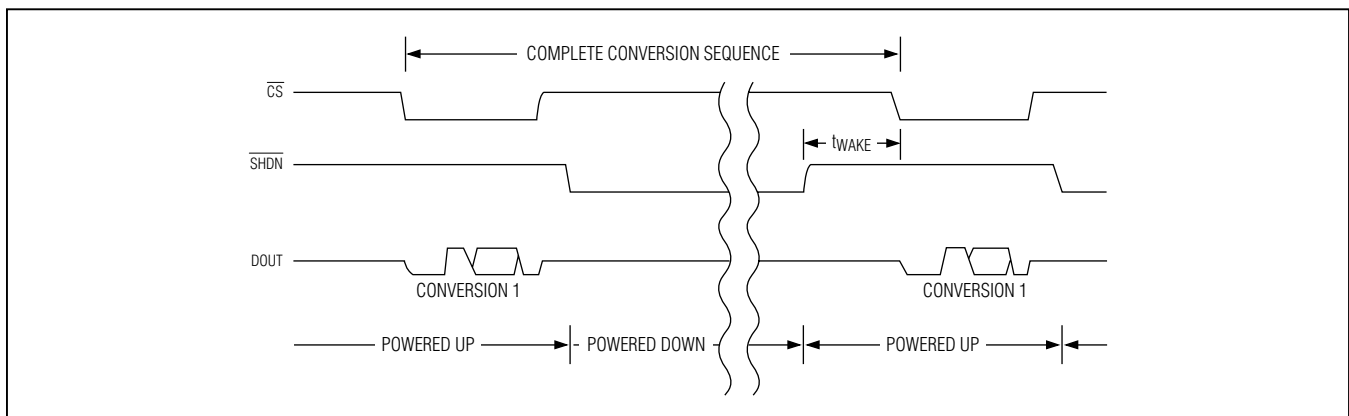 COMPLETE CONVERSION SEQUENCE
CS
tWAKE
SHDN
DOUT
CONVERSION 1 CONVERSION 1
POWERED UP POWERED DOWN POWERED UP